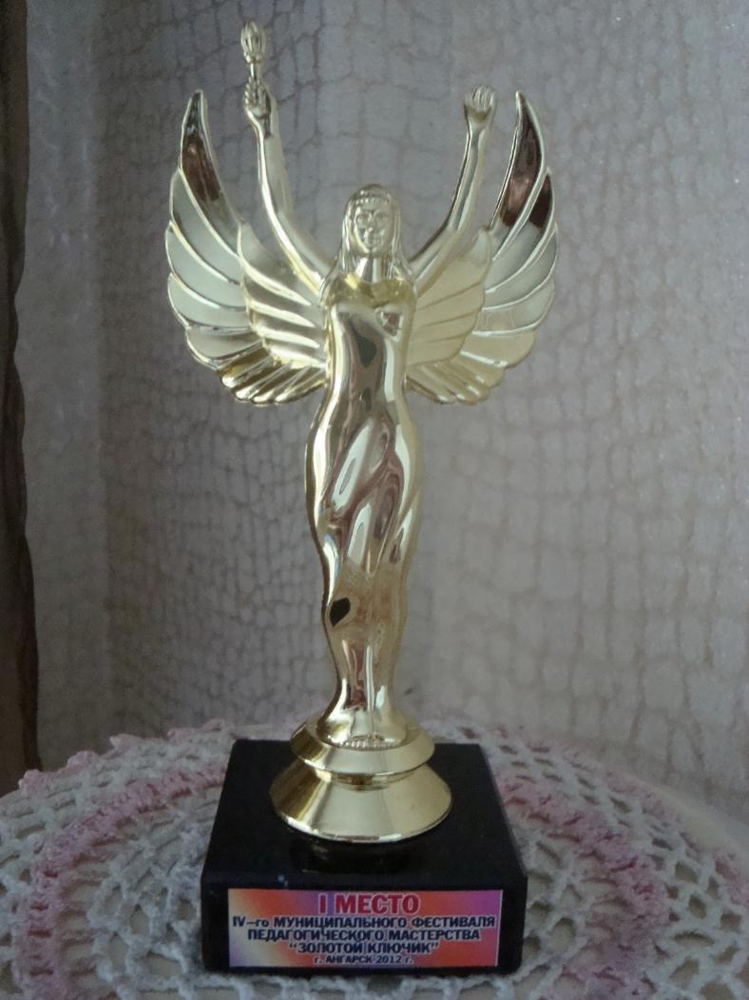 I МЕСТО
IV-го МУНИЦИПАЛЬНОГО ФЕСТИВАЛЯ
ПЕДАГОГИЧЕСКОГО МАСТЕРСТВА
"ЗОЛОТОЙ КЛЮЧИК"
г. АНГАРСК 2012 г.